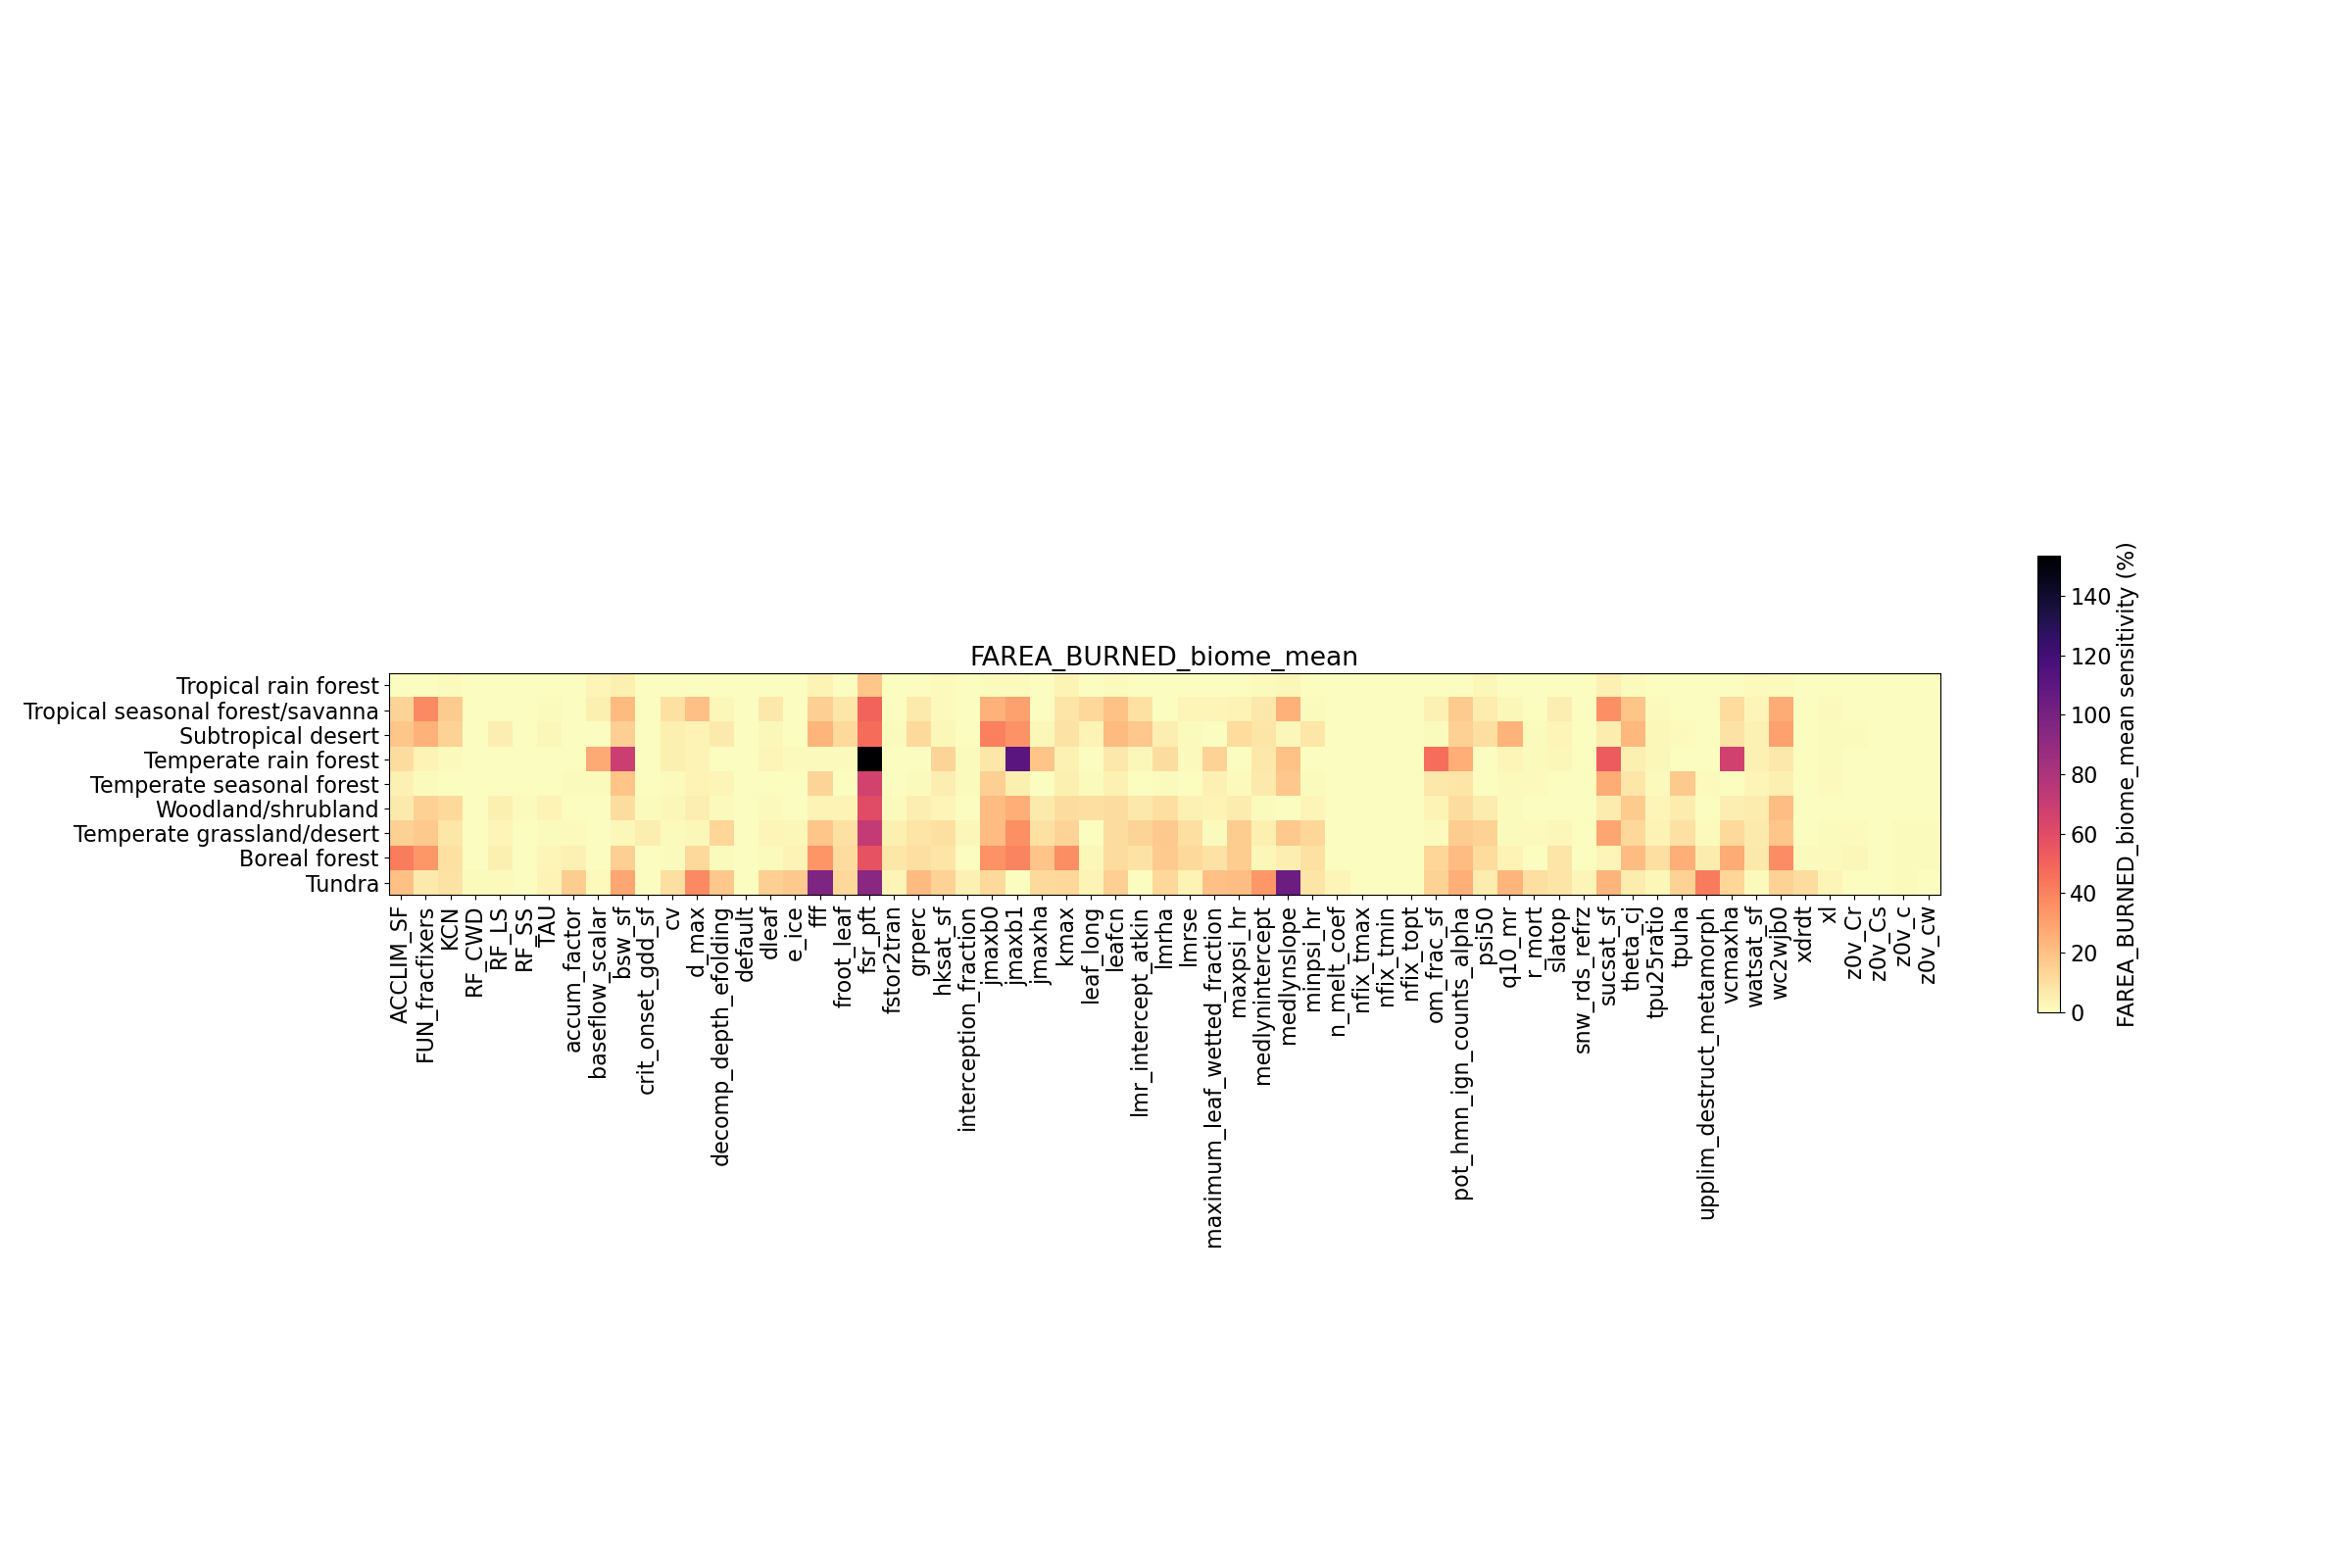 FAREA_BURNED_biome_mean
Tropical rain forest
Tropical seasonal forest/savanna
Subtropical desert
Temperate rain forest
Temperate seasonal forest
Woodland/shrubland
Temperate grassland/desert
Boreal forest
Tundra
ACCLIM_SF
FUN_fracfixers
KCN
RF_CWD
RF_LS
RF_SS
TAU
accum_factor
baseflow_scalar
bsw_sf
crit_onset_gdd_sf
cv
d_max
decomp_depth_efolding
default
dleaf
e_ice
fff
froot_leaf
fsr_pft
fstor2tran
grperc
hksat_sf
interception_fraction
jmaxb0
jmaxb1
jmaxha
kmax
leaf_long
leafcn
lmr_intercept_atkin
lmrha
lmrse
maximum_leaf_wetted_fraction
maxpsi_hr
medlynintercept
medlynslope
minpsi_hr
n_melt_coef
nfix_tmax
nfix_tmin
nfix_topt
om_frac_sf
pot_hmn_ign_counts_alpha
psi50
q10_mr
r_mort
slatop
snw_rds_refrz
sucsat_sf
theta_cj
tpu25ratio
tpuha
upplim_destruct_metamorph
vcmaxha
watsat_sf
wc2wjb0
xdrdt
xl
z0v_Cr
z0v_Cs
z0v_c
z0v_cw
140
120
100
80
60
40
20
0
FAREA_BURNED_biome_mean sensitivity (%)